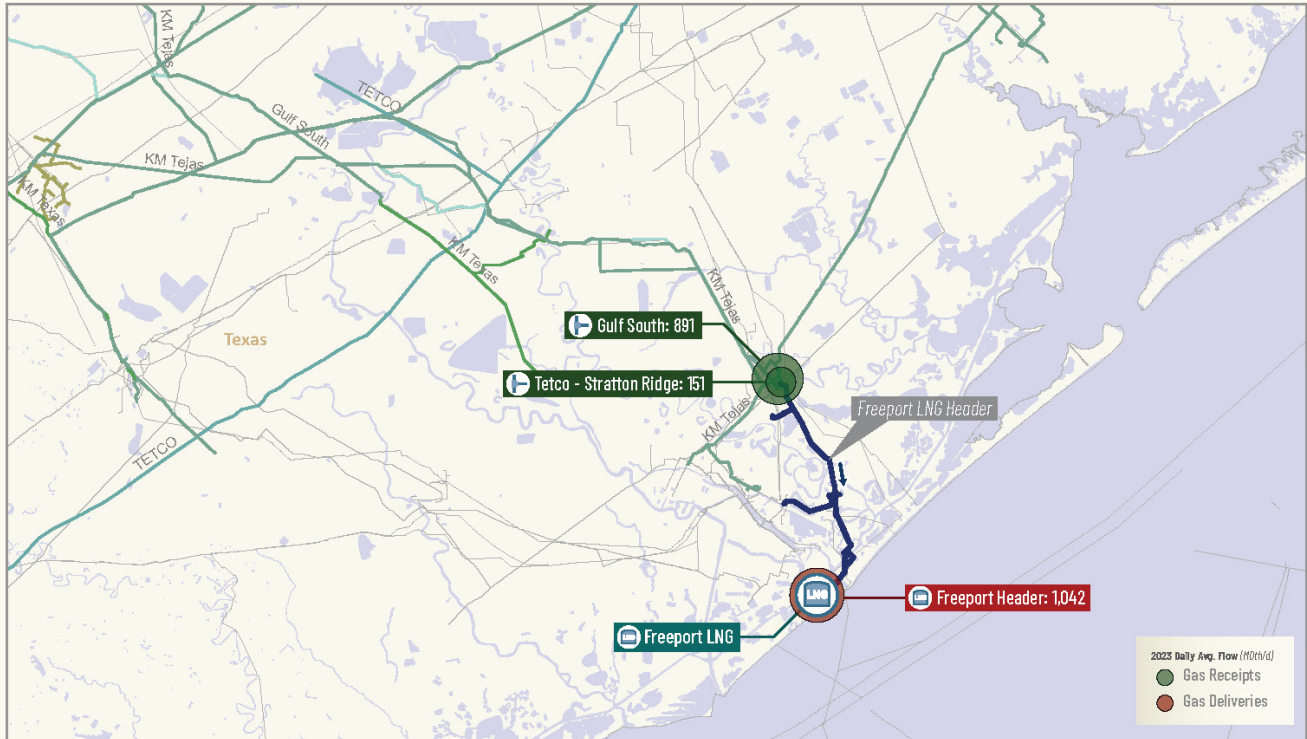 KM Tejas
TETCO
Gulf South
KM Tejas
KM Texas
KM Texas
Texas
KM Tejas
Gulf South: 891
Tetco - Stratton Ridge: 151
Freeport LNG Header
KM Tejas
TETCO
LNG
Freeport Header: 1,042
Freeport LNG
2023 Daily Avg. Flow (MDth/d)
Gas Receipts
Gas Deliveries